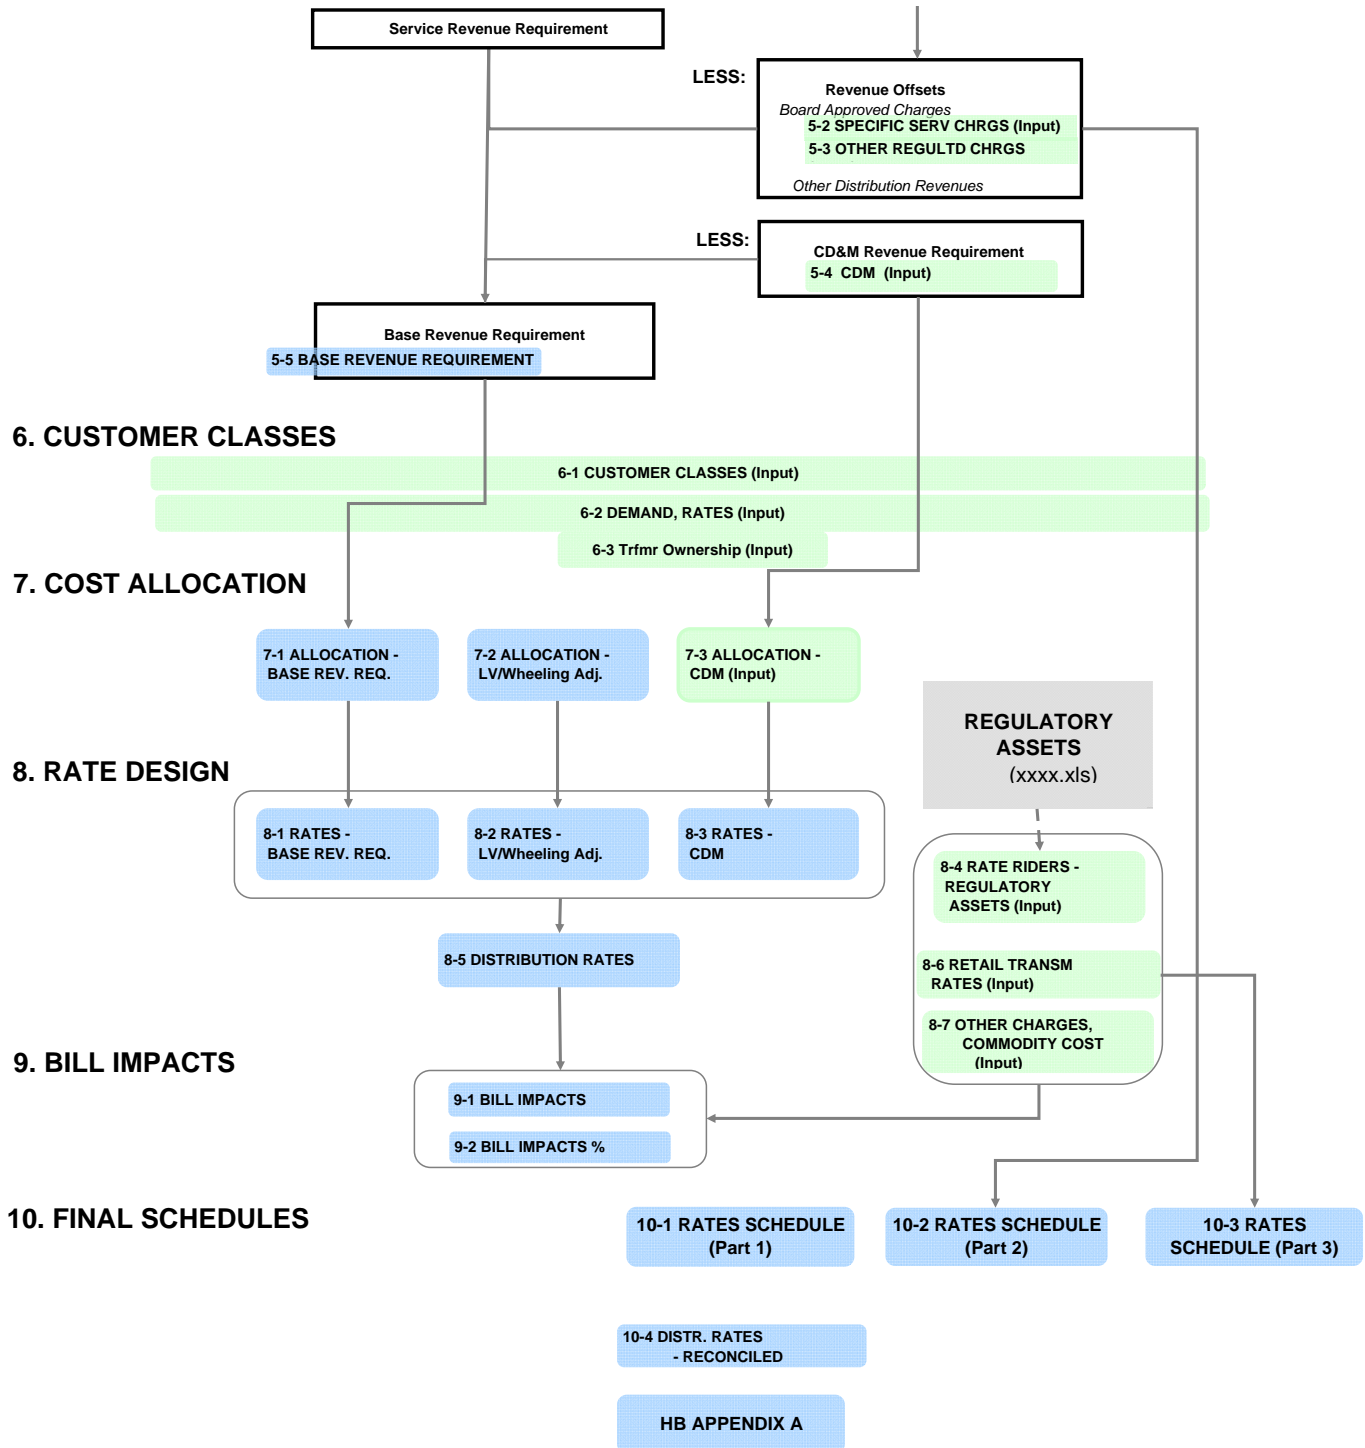 Service Revenue Requirement
LESS:
Revenue Offsets
Board Approved Charges
5-2 SPECIFIC SERV CHRGS (Input)
5-3 OTHER REGULTD CHRGS
Other Distribution Revenues
LESS:
CD&M Revenue Requirement
5-4 CDM (Input)
Base Revenue Requirement
5-5 BASE REVENUE REQUIREMENT
6. CUSTOMER CLASSES
6-1 CUSTOMER CLASSES (Input)
6-2 DEMAND, RATES (Input)
6-3 Trfmr Ownership (Input)
7. COST ALLOCATION
7-1 ALLOCATION -
BASE REV. REQ.
7-2 ALLOCATION -
LV/Wheeling Adj.
7-3 ALLOCATION -
CDM (Input)
REGULATORY
ASSETS
(xxxx.xls)
8. RATE DESIGN
8-1 RATES -
BASE REV. REQ.
8-2 RATES -
LV/Wheeling Adj.
8-3 RATES -
CDM
8-4 RATE RIDERS -
REGULATORY
ASSETS (Input)
8-5 DISTRIBUTION RATES
8-6 RETAIL TRANSM
RATES (Input)
8-7 OTHER CHARGES,
COMMODITY COST
(Input)
9. BILL IMPACTS
9-1 BILL IMPACTS
9-2 BILL IMPACTS %
10. FINAL SCHEDULES
10-1 RATES SCHEDULE
(Part 1)
10-2 RATES SCHEDULE
(Part 2)
10-3 RATES
SCHEDULE (Part 3)
10-4 DISTR. RATES
- RECONCILED
HB APPENDIX A